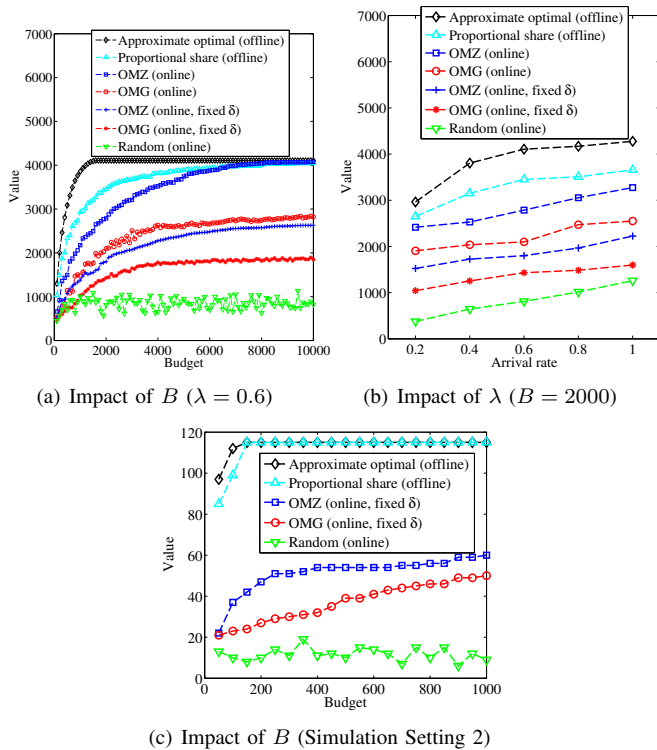 7000
6000
5000
4000
3000
2000
1000
0
Value
0 2000 4000 6000 8000 10000
Budget
Approximate optimal (offline)
Proportional share (offline)
OMZ (online)
OMG (online)
OMZ (online, fixed δ)
OMG (online, fixed δ)
Random (online)
(a) Impact of B (λ = 0.6)
7000
6000
5000
4000
3000
2000
1000
0
Value
0.2 0.4 0.6 0.8 1
Arrival rate
Approximate optimal (offline)
Proportional share (offline)
OMZ (online)
OMG (online)
OMZ (online, fixed δ)
OMG (online, fixed δ)
Random (online)
(b) Impact of λ (B = 2000)
120
100
80
60
40
20
0
Value
0 200 400 600 800 1000
Budget
Approximate optimal (offline)
Proportional share (offline)
OMZ (online, fixed δ)
OMG (online, fixed δ)
Random (online)
(c) Impact of B (Simulation Setting 2)